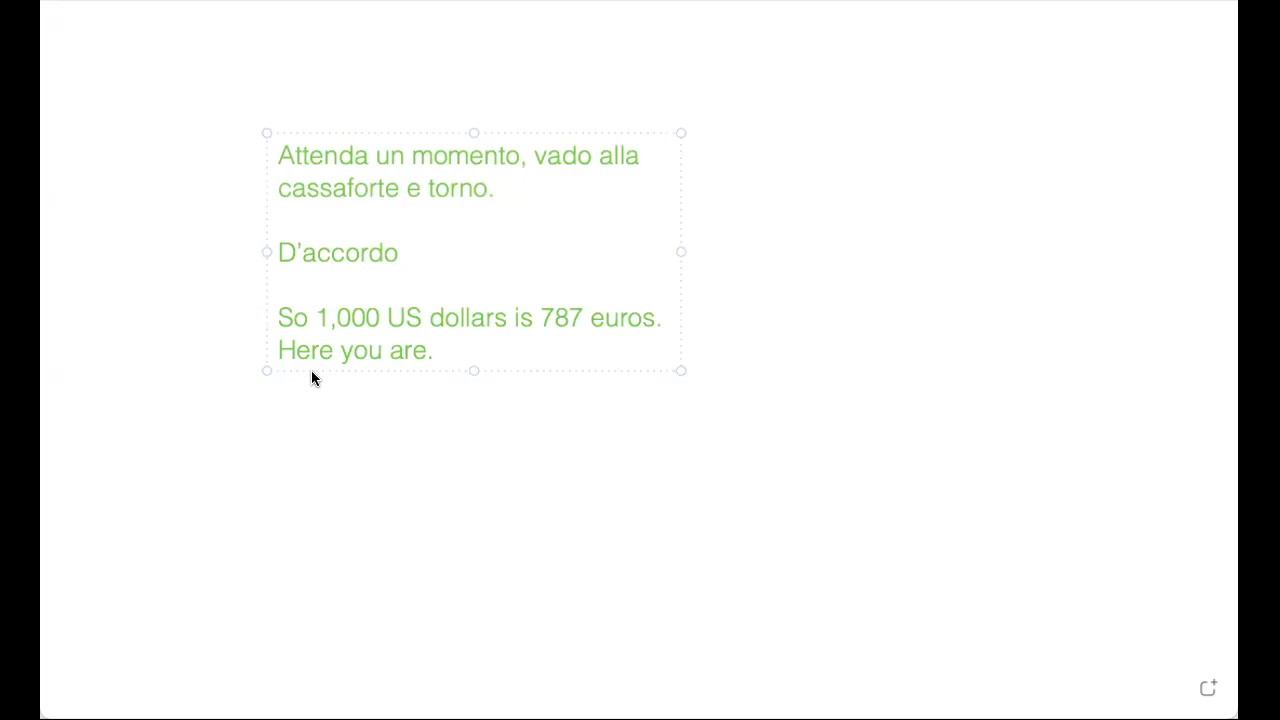 Attenda un momento, vado alla
cassaforte e torno.
D'accordo
So 1,000 US dollars is 787 euros.
Here you are.